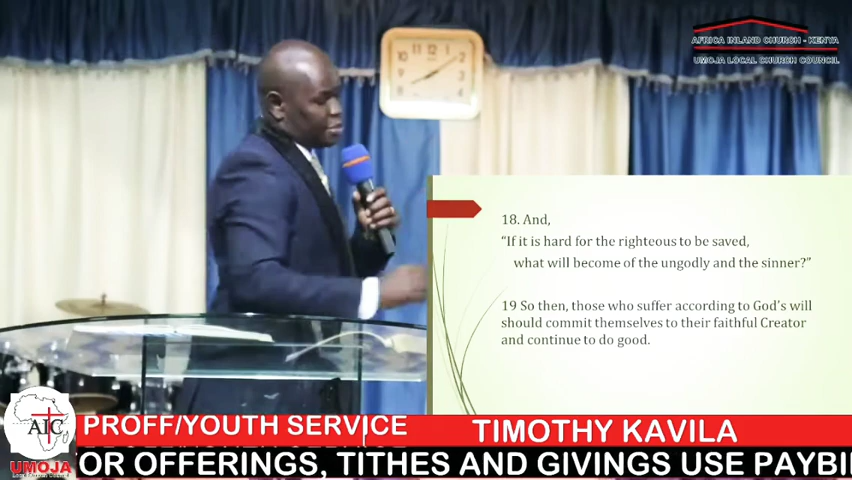 AFRICA INLAND CHURCH - KENYA
UMOJA LOCAL CHURCH COUNCIL
18. And,
“If it is hard for the righteous to be saved,
what will become of the ungodly and the sinner?”
19 So then, those who suffer according to God’s will
should commit themselves to their faithful Creator
and continue to do good.
AIC
UMOJA
PROFF/YOUTH SERVICE
TIMOTHY KAVILA
OR OFFERINGS, TITHES AND GIVINGS USE PAYBI